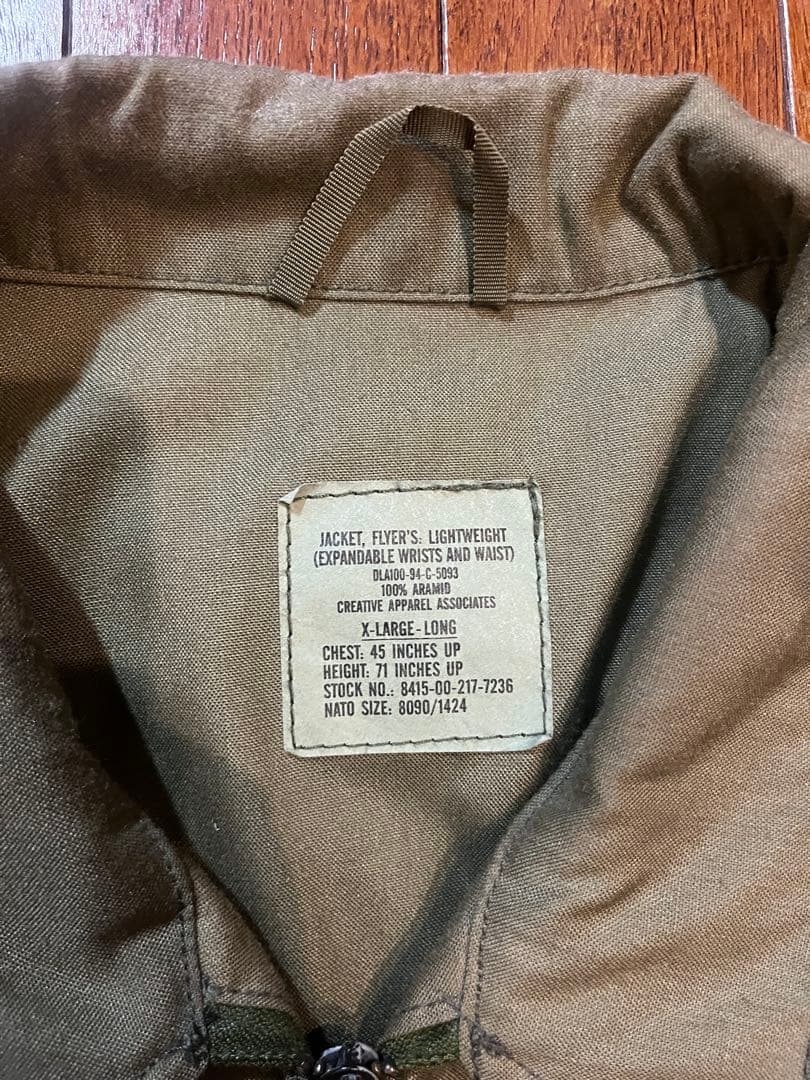 JACKET, FLYER'S: LIGHTWEIGHT
(EXPANDABLE WRISTS AND WAIST)
DLA100-94-C-5093
100% ARAMID
CREATIVE APPAREL ASSOCIATES
X-LARGE-LONG
CHEST: 45 INCHES UP
HEIGHT: 71 INCHES UP
STOCK NO.: 8415-00-217-7236
NATO SIZE: 8090/1424